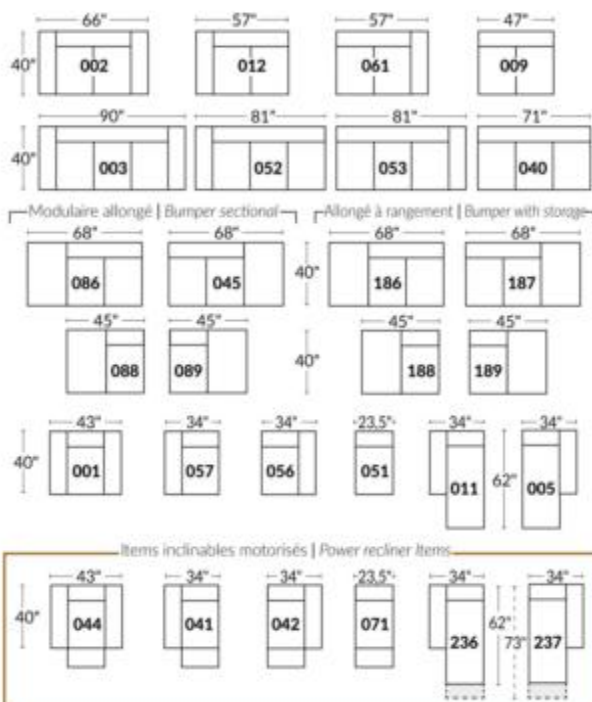 66" 57" 57" 47"
40" 002 012 061 009
90" 81" 81" 71"
40" 003 052 053 040
Modulaire allongé | Bumper sectional Allongé à rangement | Bumper with storage
68" 68" 68" 68"
086 045 40" 186 187
45" 45" 45" 45"
088 089 40" 188 189
43" 34" 34" 23,5" 34" 34"
40" 001 057 056 051 011 62" 005
Items inclinables motorisés | Power recliner Items
43" 34" 34" 23,5" 34" 34"
40" 044 041 042 071 236 62" 73" 237